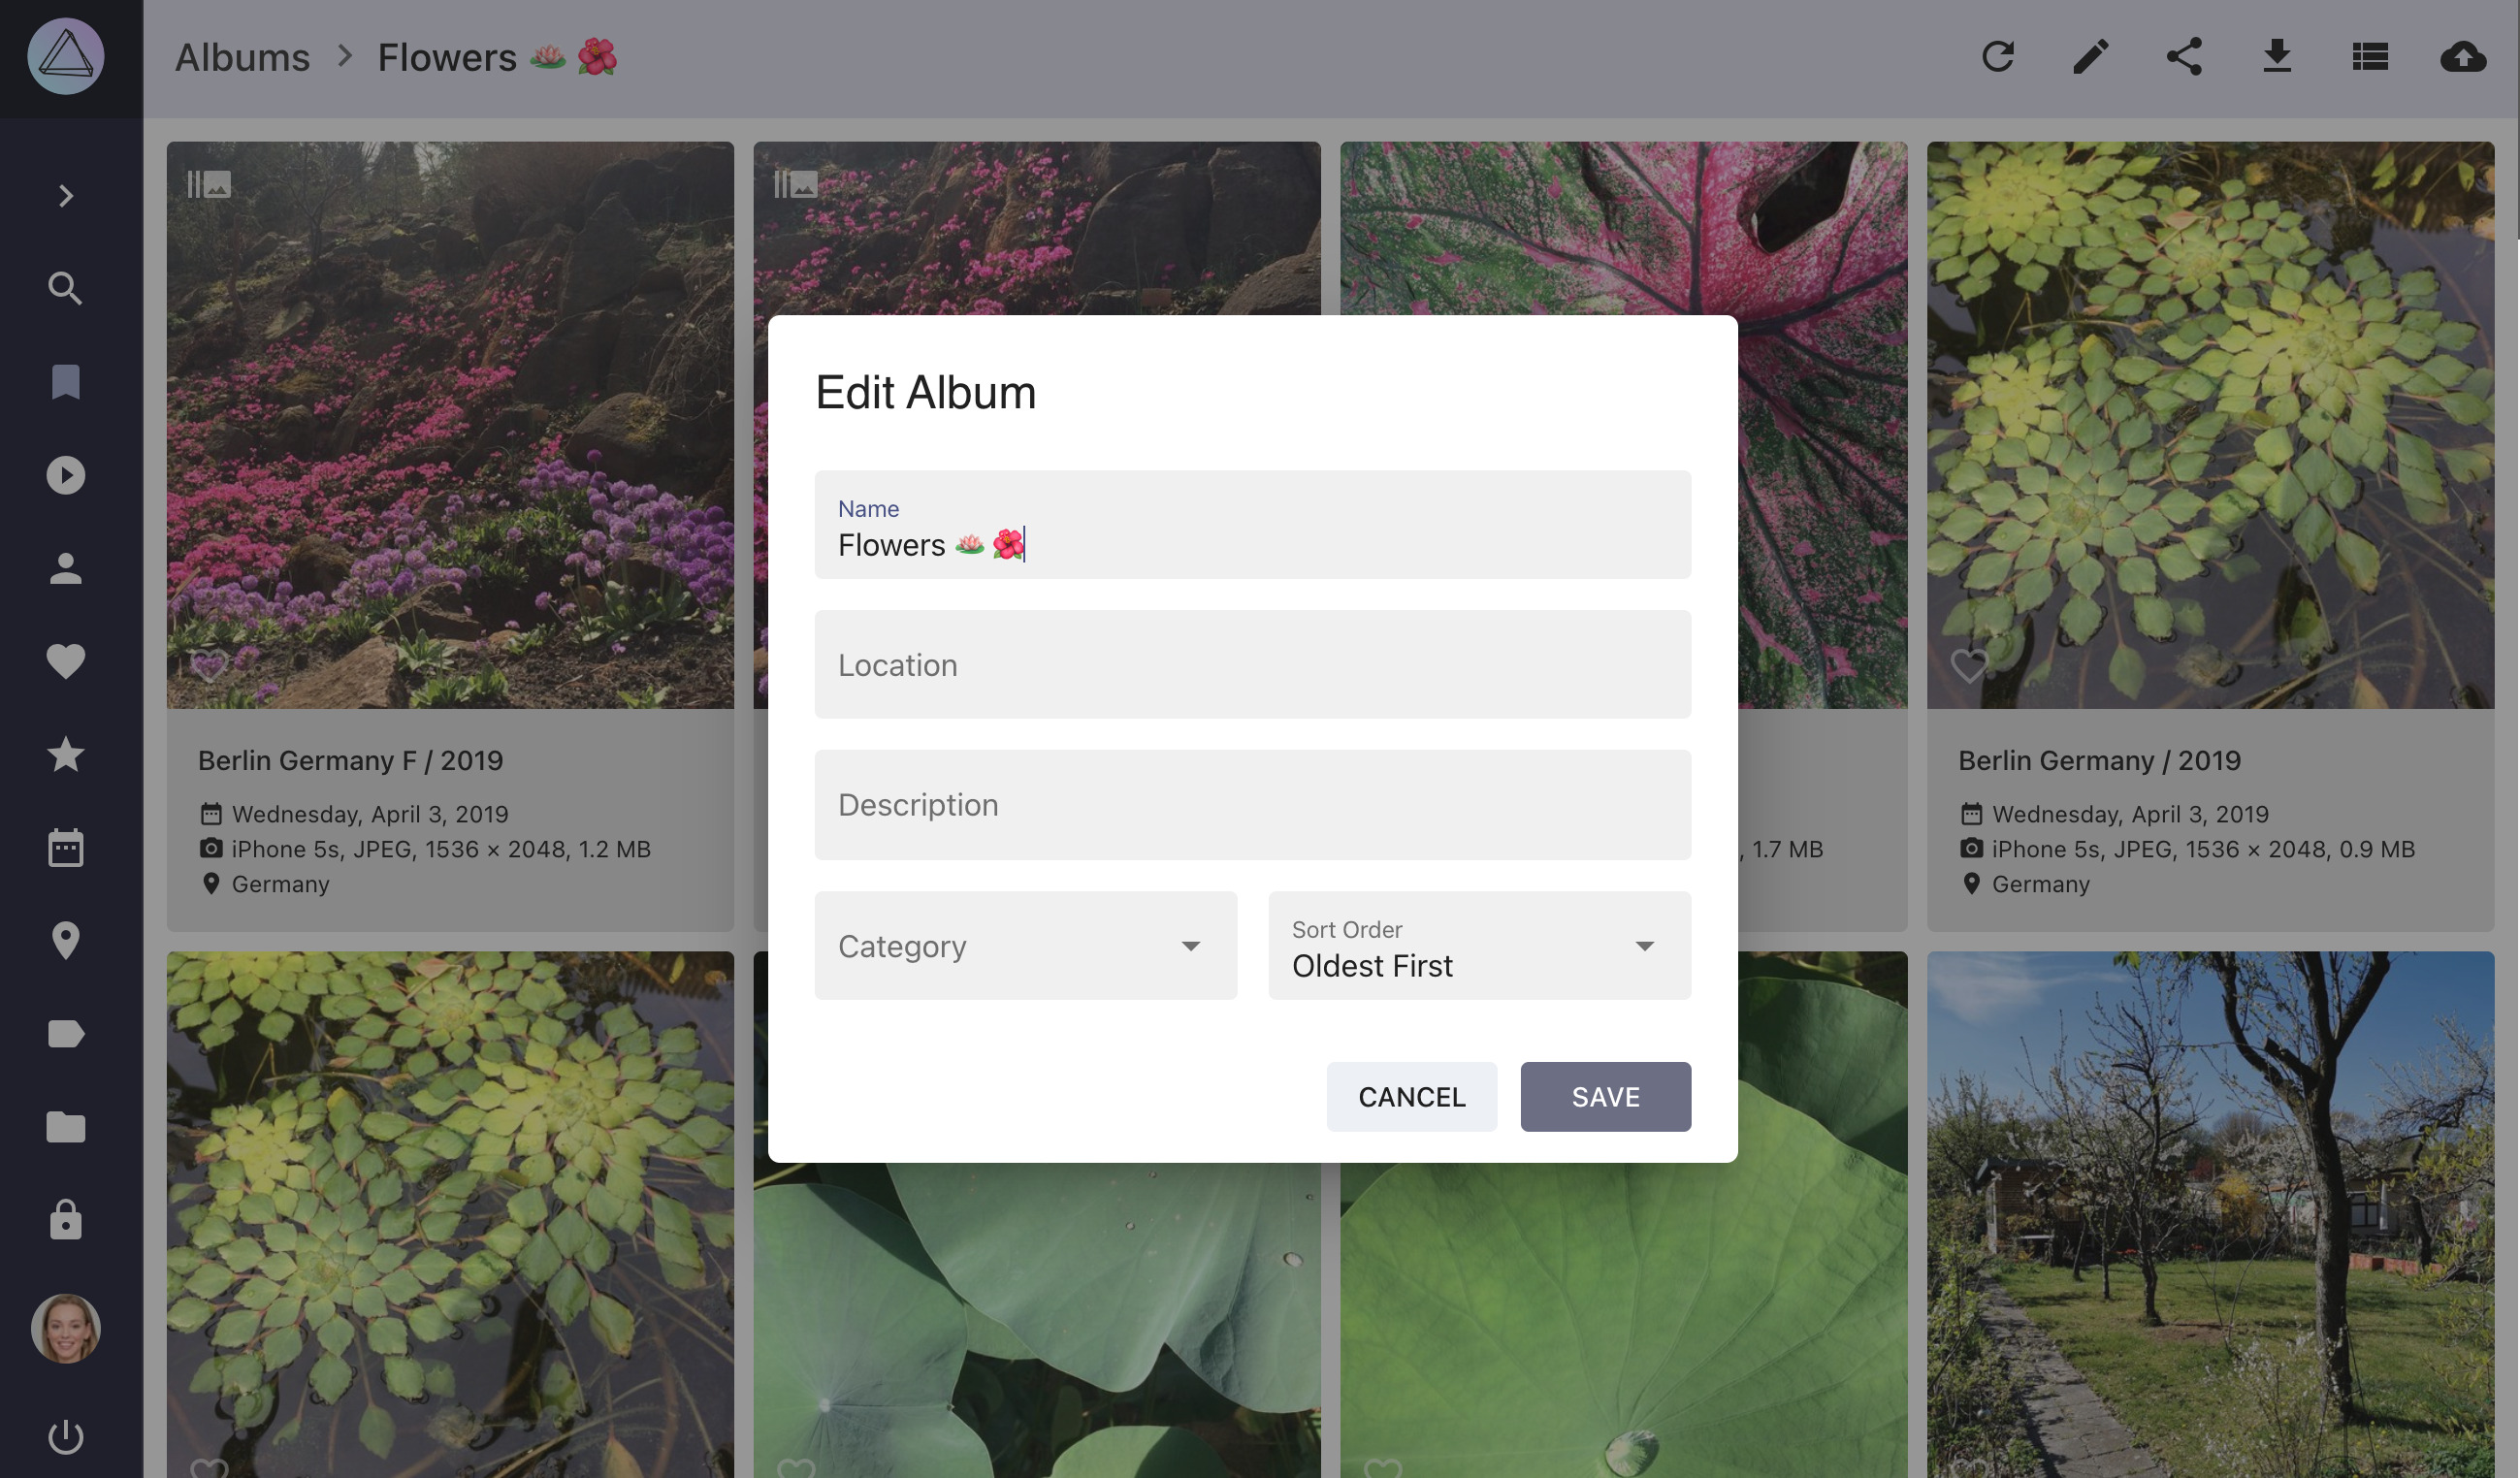 Albums > Flowers 🪷 🌺
Edit Album
Name
Flowers 🪷 🌺
Location
Description
Category
Sort Order
Oldest First
CANCEL
SAVE
Berlin Germany F / 2019
Wednesday, April 3, 2019
iPhone 5s, JPEG, 1536 × 2048, 1.2 MB
Germany
, 1.7 MB
Berlin Germany / 2019
Wednesday, April 3, 2019
iPhone 5s, JPEG, 1536 × 2048, 0.9 MB
Germany